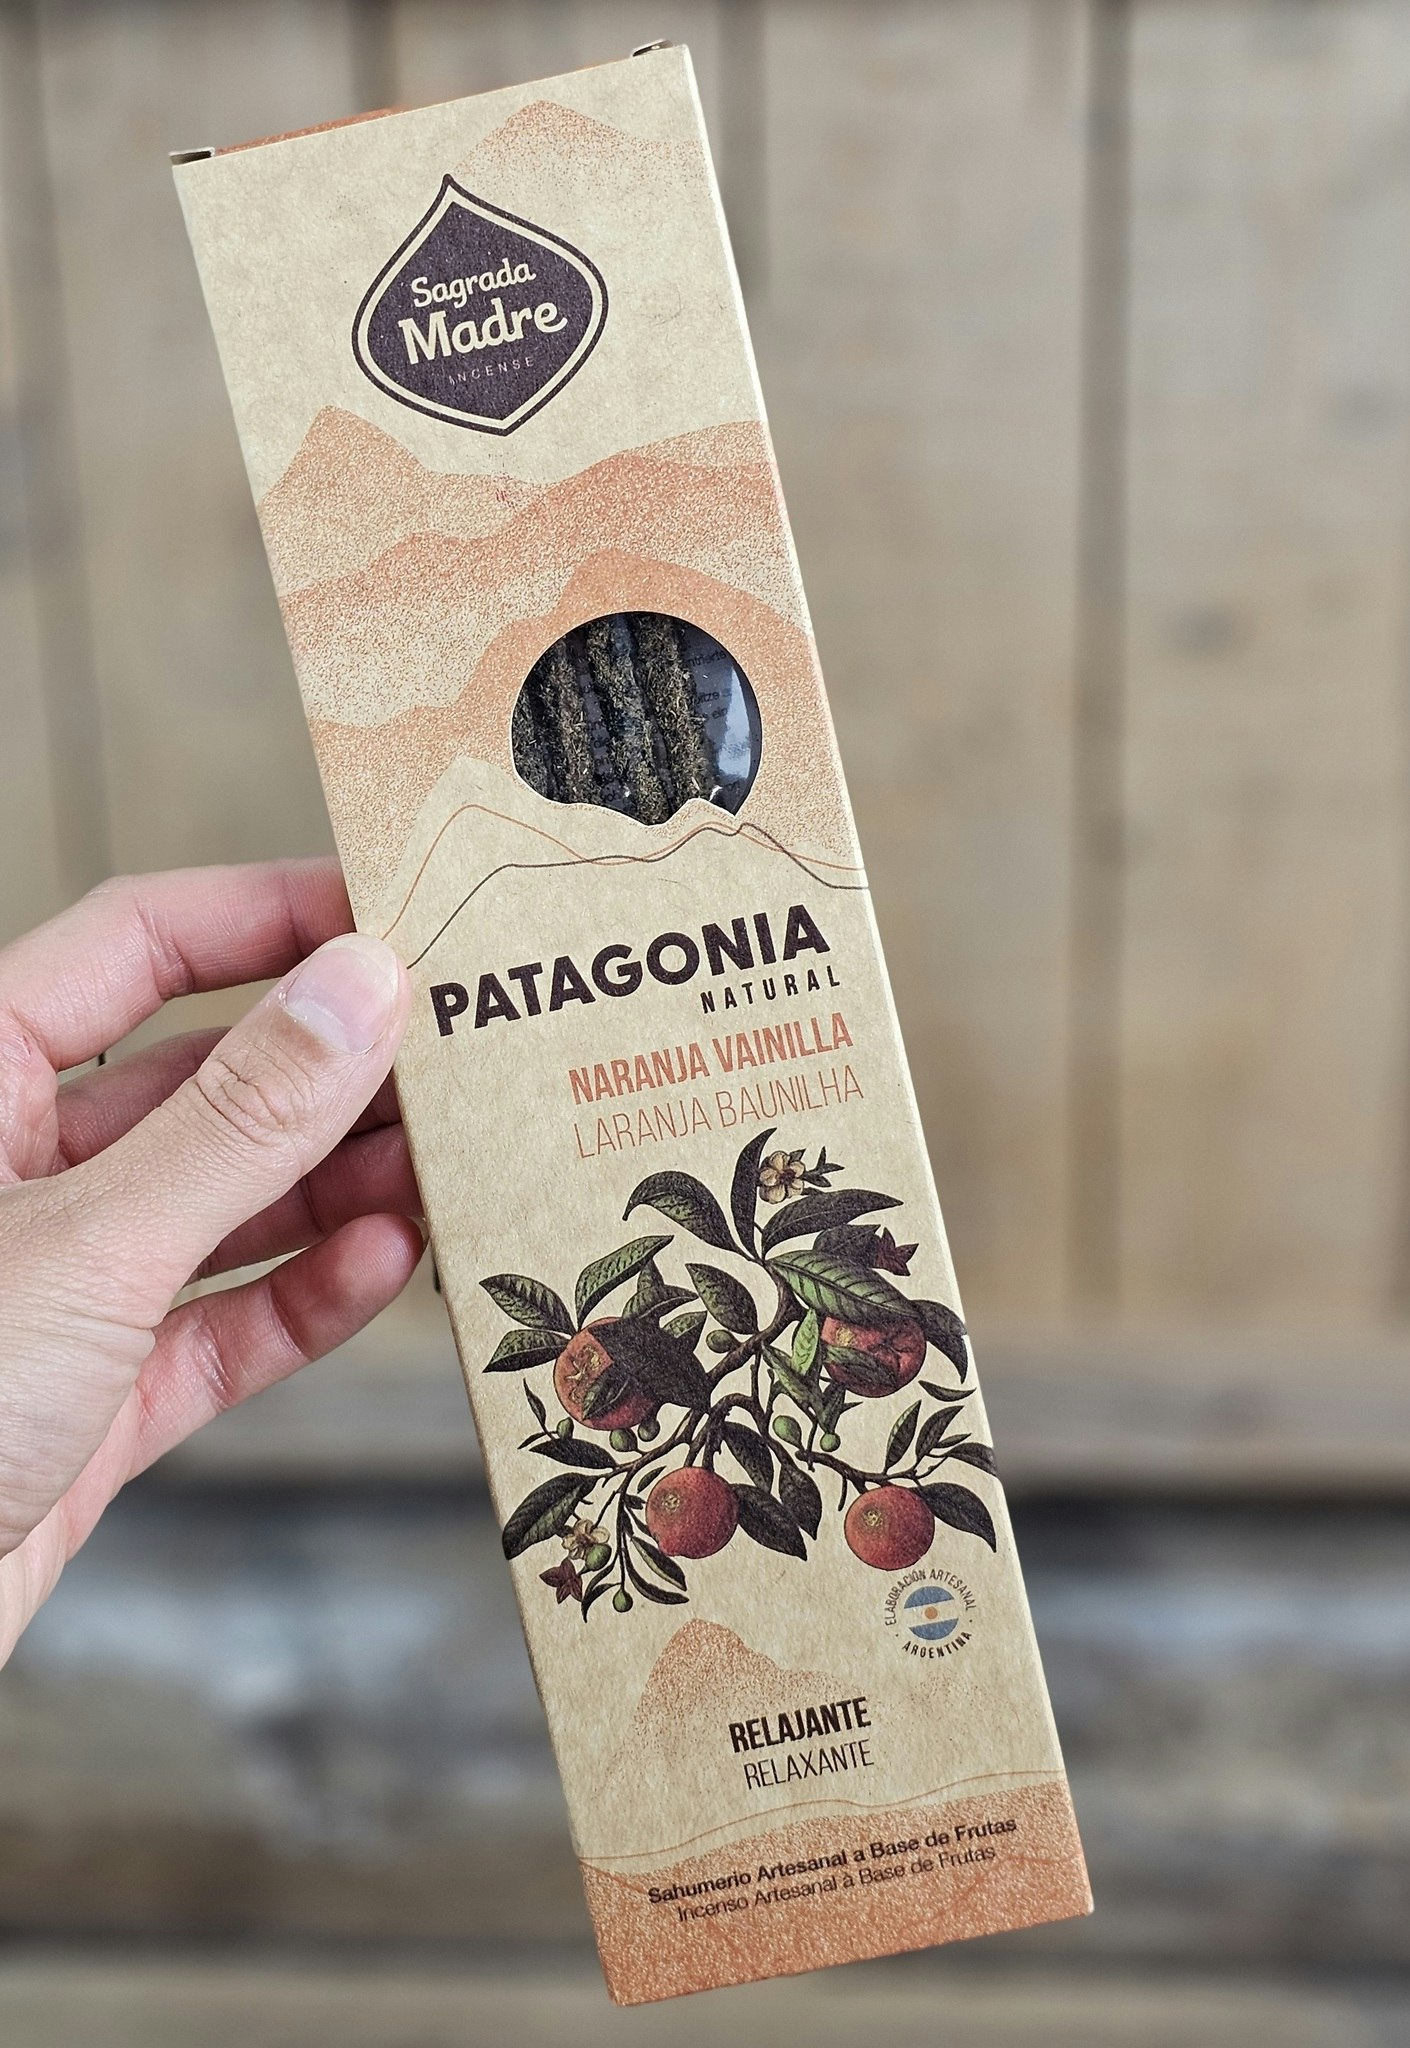 Sagrada
Madre
INCENSE
PATAGONIA
NATURAL
NARANJA VAINILLA
LARANJA BAUNILHA
ELABORACIÓN ARTESANAL
ARGENTINA
RELAJANTE
RELAXANTE
Sahumerio Artesanal a Base de Frutas
Incenso Artesanal à Base de Frutas